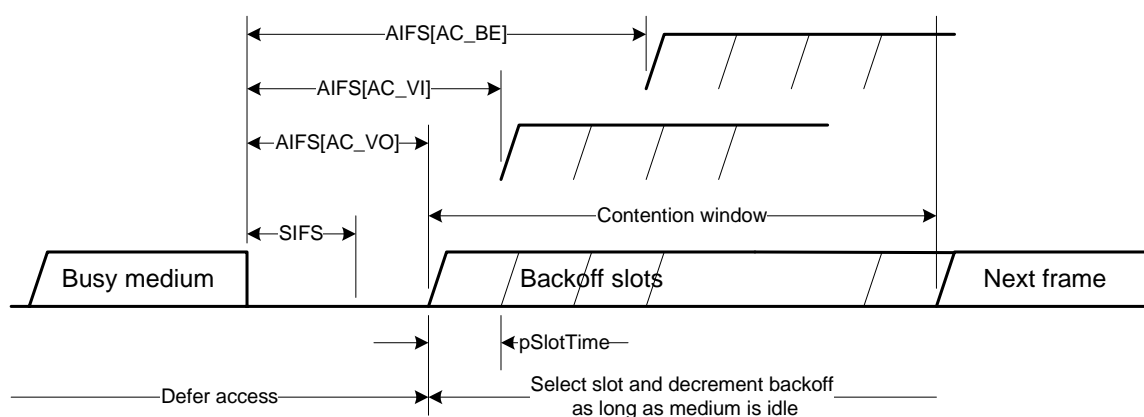 AIFS[AC_BE]
AIFS[AC_VI]
AIFS[AC_VO]
Contention window
SIFS
Busy medium
Backoff slots
Next frame
pSlotTime
Defer access
Select slot and decrement backoff
as long as medium is idle